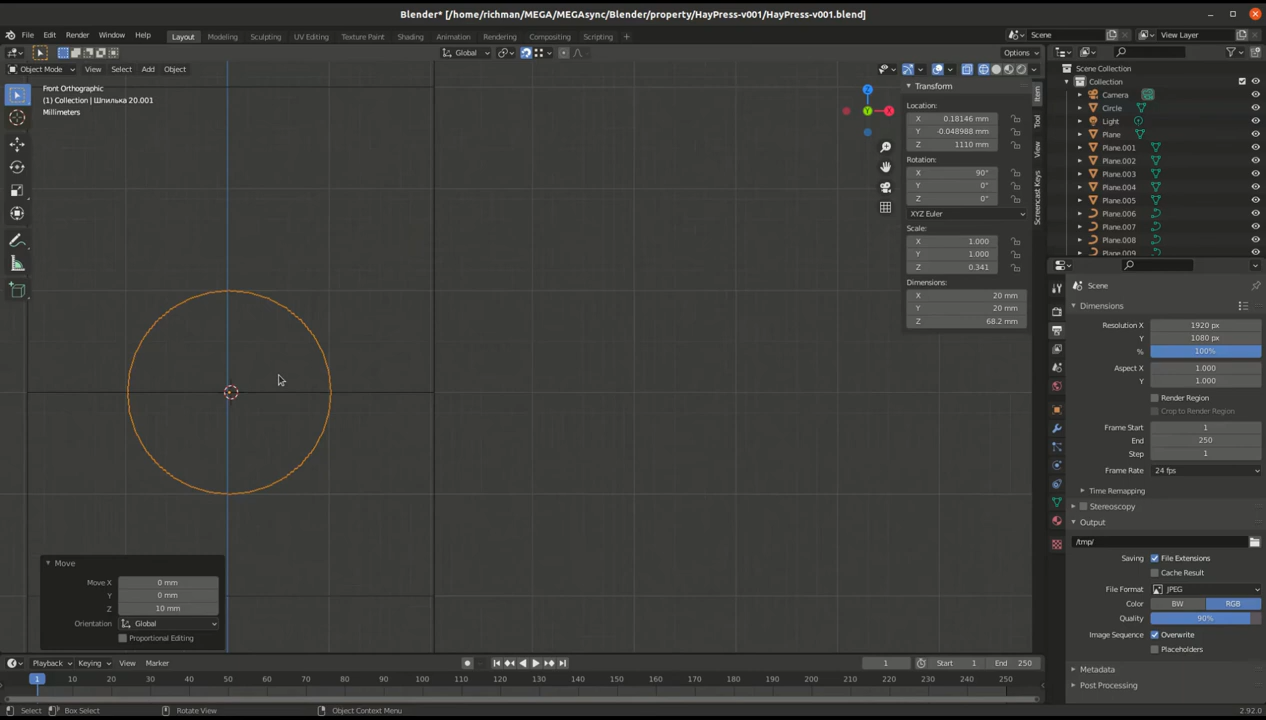 Blender* [/home/richman/MEGA/MEGAsync/Blender/property/HayPress-v001/HayPress-v001.blend]
File Edit Render Window Help
Layout Modeling Sculpting UV Editing Texture Paint Shading Animation Rendering Compositing Scripting
Scene
View Layer
Global
Options
Object Mode View Select Add Object
Front Orthographic
(1) Collection | Шпилька 20.001
Millimeters
Transform
Location:
X 0.18146 mm
Y -0.048988 mm
Z 1110 mm
Rotation:
X 90°
Y 0°
Z 0°
XYZ Euler
Scale:
X 1.000
Y 1.000
Z 0.341
Dimensions:
X 20 mm
Y 20 mm
Z 68.2 mm
Item
Tool
View
Screencast Keys
X
Y
Z
Scene Collection
Collection
Camera
Circle
Light
Plane
Plane.001
Plane.002
Plane.003
Plane.004
Plane.005
Plane.006
Plane.007
Plane.008
Plane.009
Scene
Dimensions
Resolution X 1920 px
Y 1080 px
% 100%
Aspect X 1.000
Y 1.000
Render Region
Crop to Render Region
Frame Start 1
End 250
Step 1
Frame Rate 24 fps
Time Remapping
Stereoscopy
Output
/tmp/
Saving File Extensions
Cache Result
File Format JPEG
Color BW RGB
Quality 90%
Image Sequence Overwrite
Placeholders
Metadata
Post Processing
Move
Move X 0 mm
Y 0 mm
Z 10 mm
Orientation Global
Proportional Editing
Playback Keying View Marker
1 Start 1 End 250
1 10 20 30 40 50 60 70 80 90 100 110 120 130 140 150 160 170 180 190 200 210 220 230 240 250
Select Box Select Rotate View Object Context Menu 2.92.0